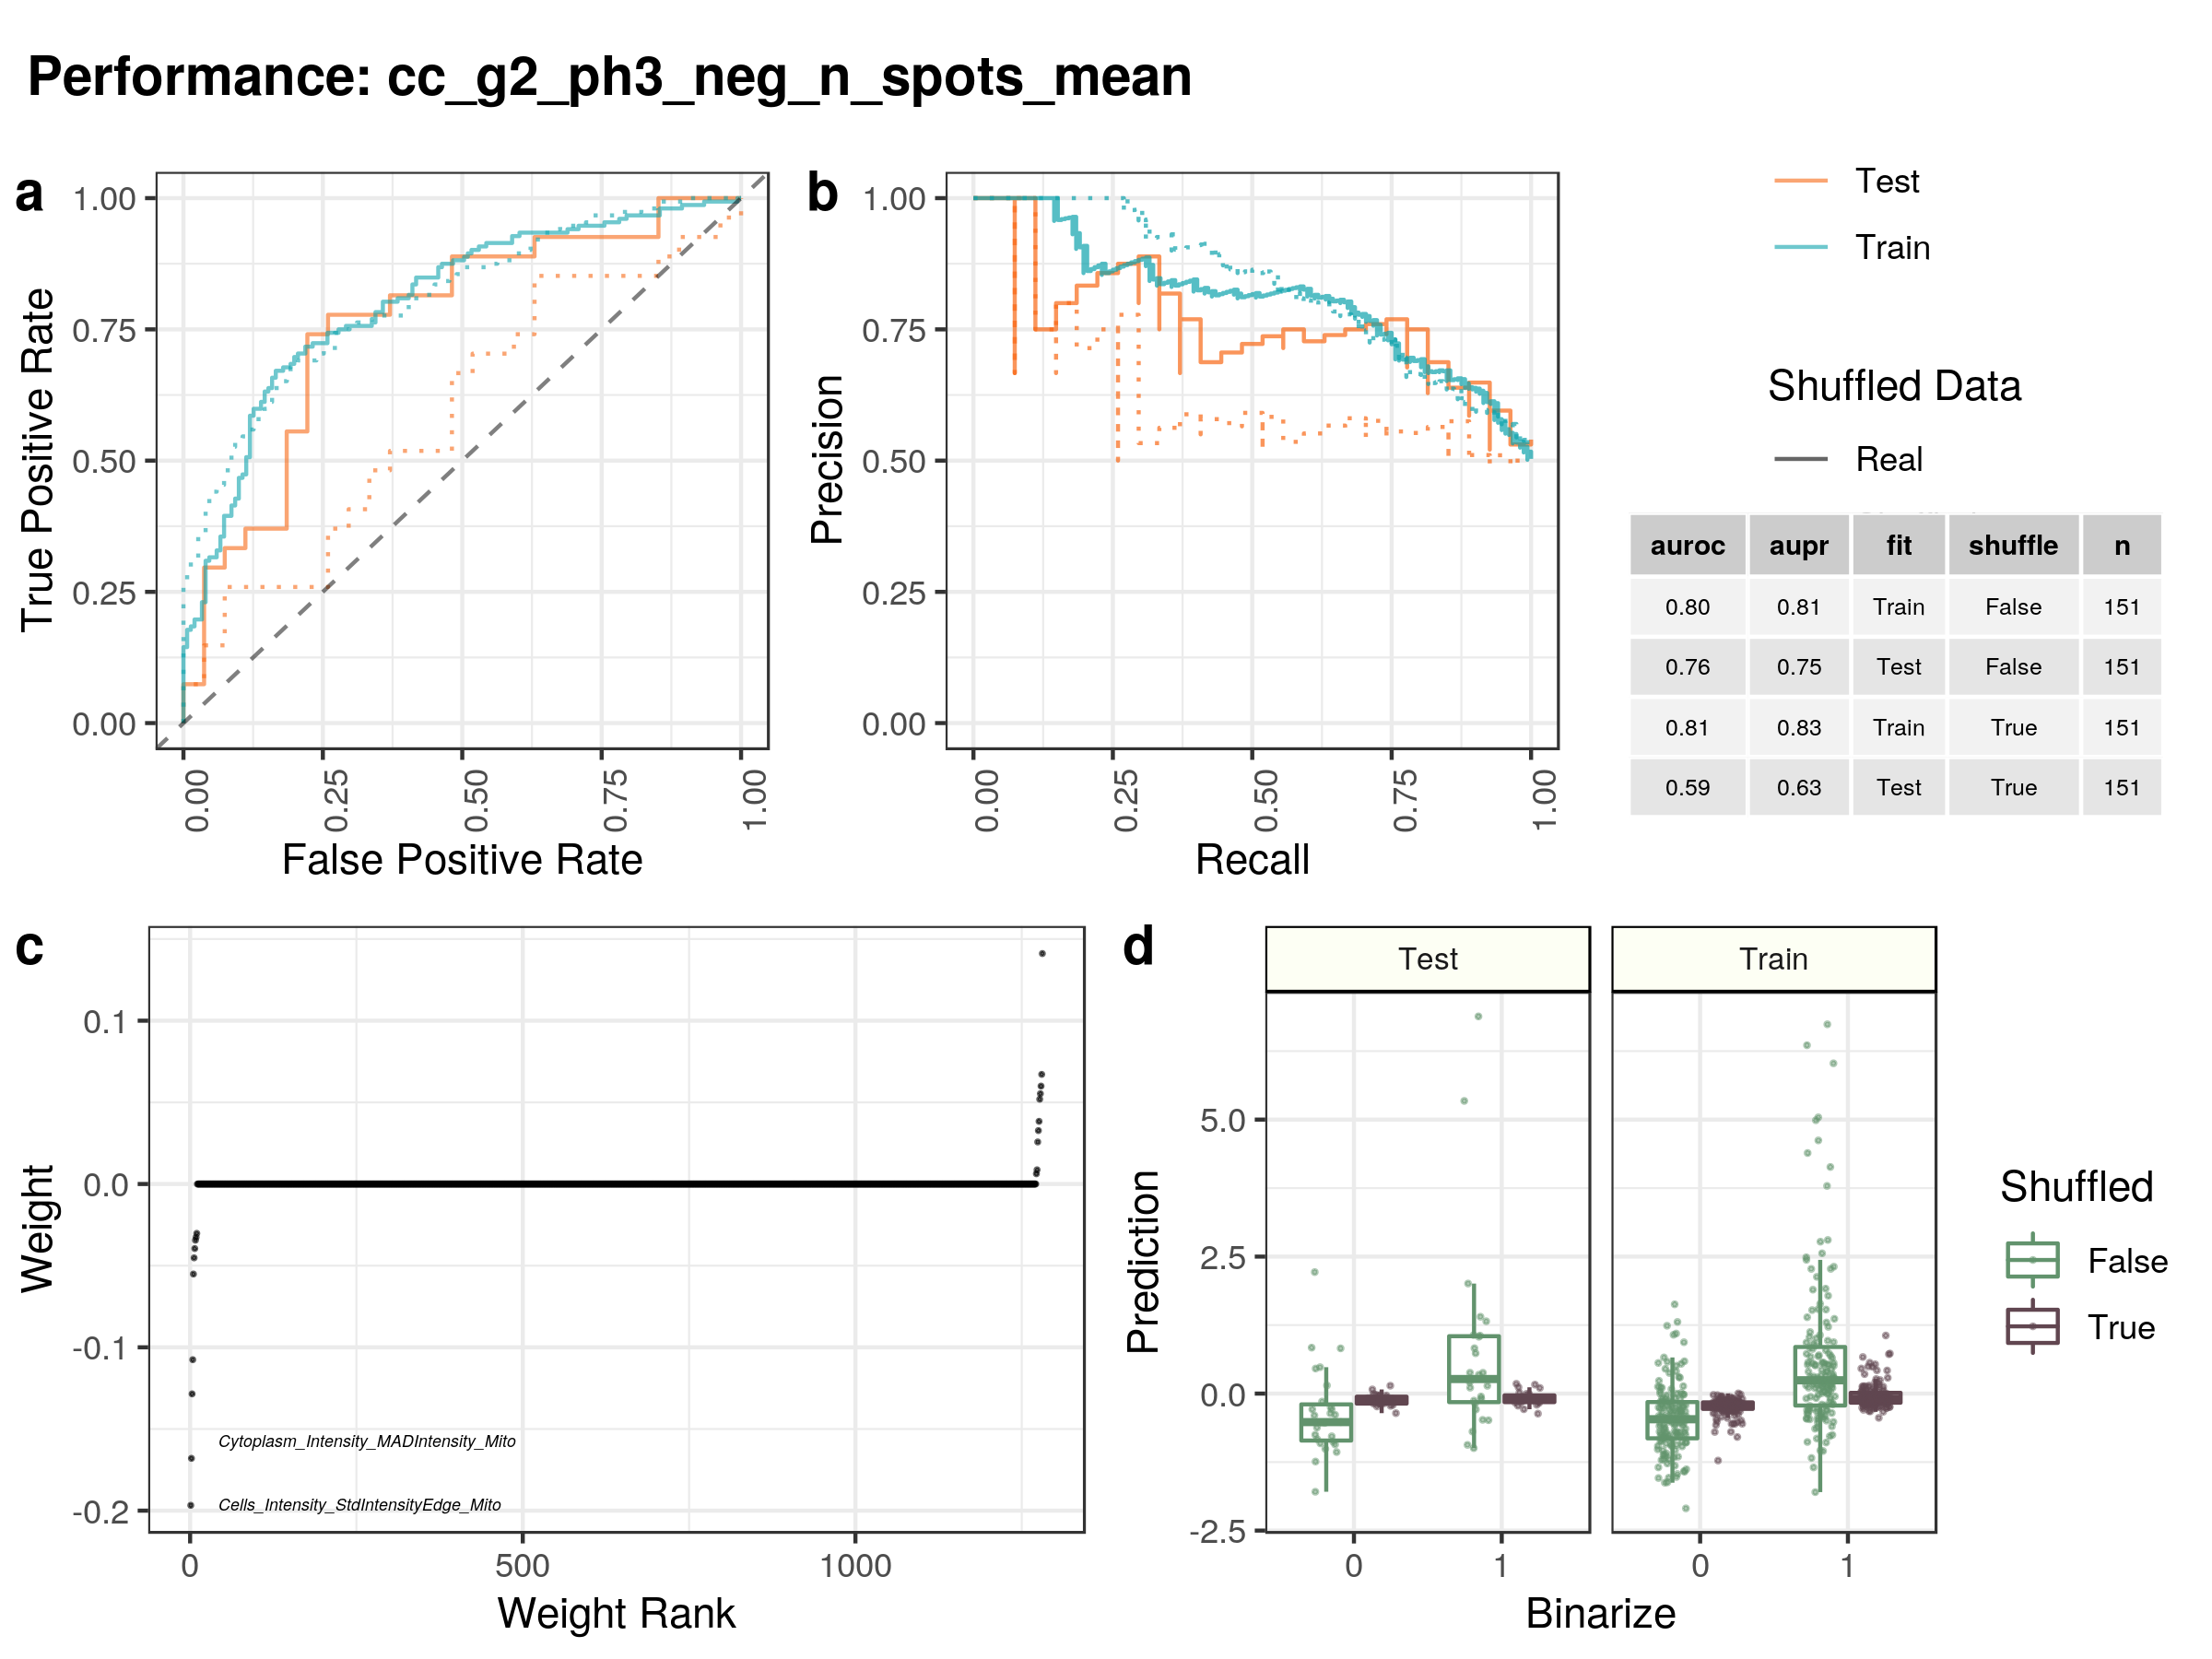 Performance: cc_g2_ph3_neg_n_spots_mean
a
1.00
0.75
0.50
0.25
0.00
True Positive Rate
0.00
0.25
0.50
0.75
1.00
False Positive Rate
b
1.00
0.75
0.50
0.25
0.00
Precision
0.00
0.25
0.50
0.75
1.00
Recall
Test
Train
Shuffled Data
Real
auroc aupr fit shuffle n
0.80 0.81 Train False 151
0.76 0.75 Test False 151
0.81 0.83 Train True 151
0.59 0.63 Test True 151
c
0.1
0.0
-0.1
-0.2
Weight
Cytoplasm_Intensity_MADIntensity_Mito
Cells_Intensity_StdIntensityEdge_Mito
0 500 1000
Weight Rank
d
Test Train
5.0
2.5
0.0
-2.5
Prediction
0 1 0 1
Binarize
Shuffled
False
True